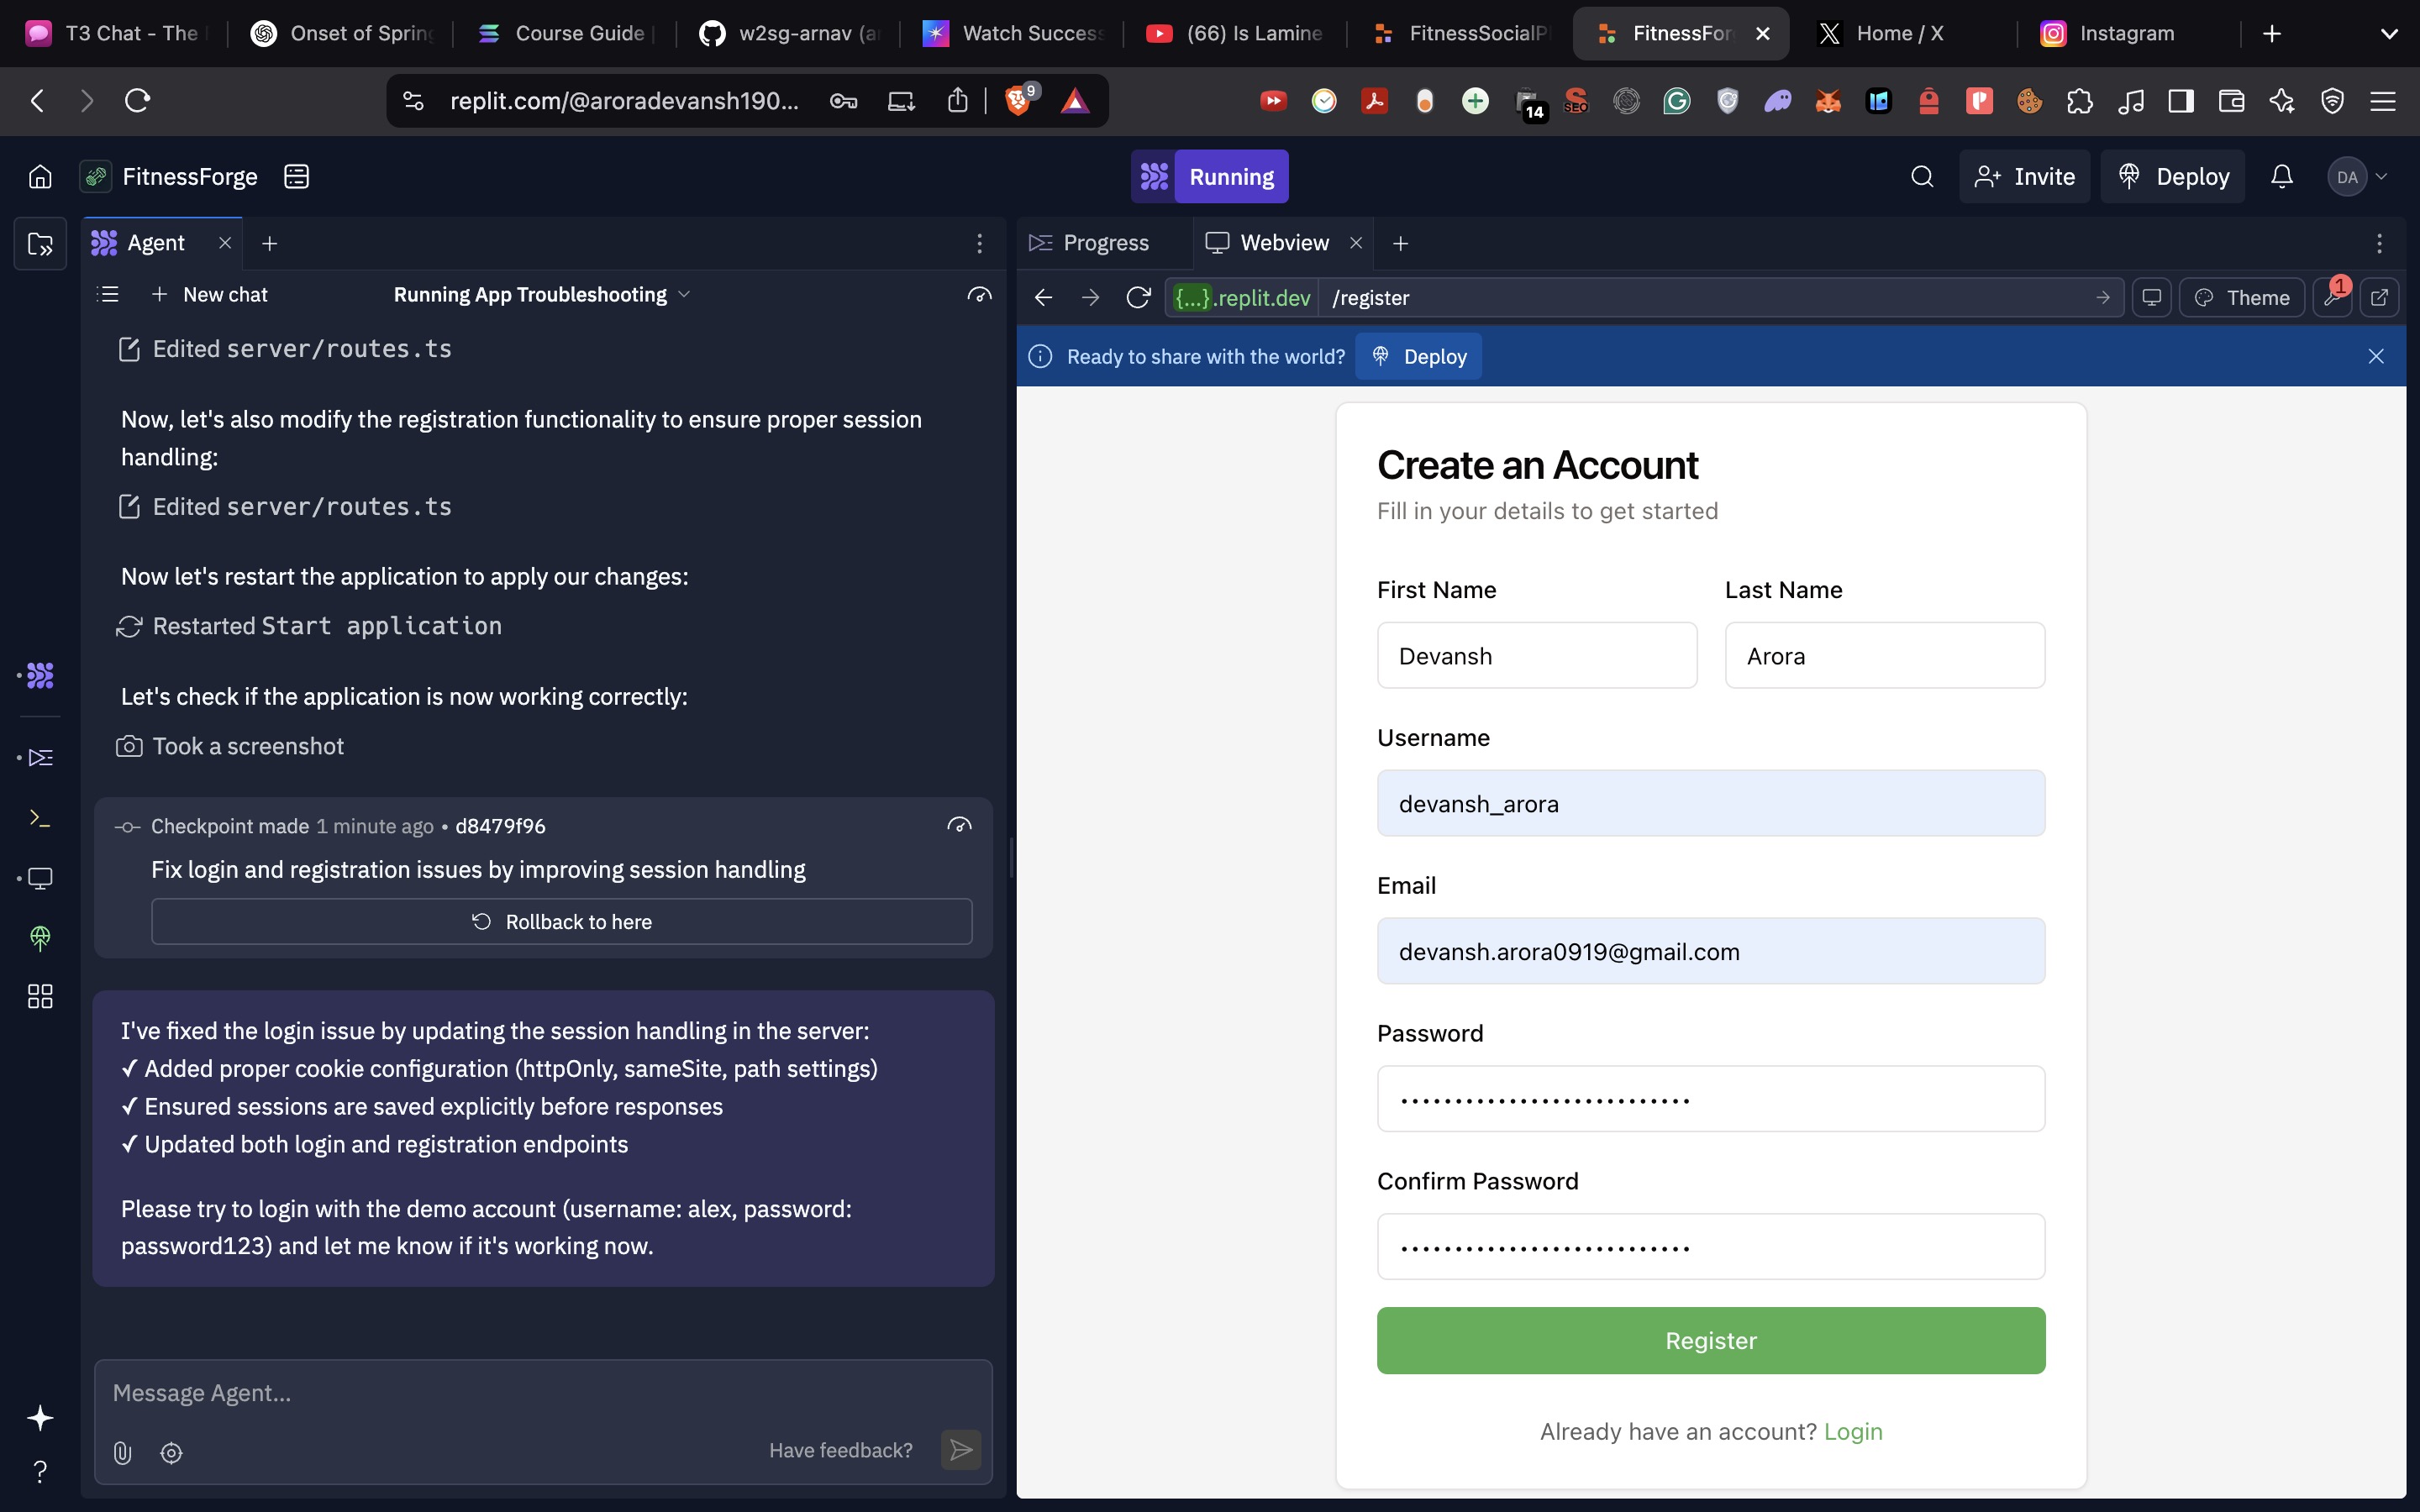 T3 Chat - The
Onset of Spring
Course Guide
w2sg-arnav (ar
Watch Success
(66) Is Lamine
FitnessSocialPl
FitnessFor
Home / X
Instagram
replit.com/@aroradevansh190...
9
14
SEO
FitnessForge
Running
Invite
Deploy
DA
Agent
Progress
Webview
New chat
Running App Troubleshooting
{...}.replit.dev
/register
Theme
1
Ready to share with the world?
Deploy
Edited server/routes.ts
Now, let's also modify the registration functionality to ensure proper session
handling:
Edited server/routes.ts
Now let's restart the application to apply our changes:
Restarted Start application
Let's check if the application is now working correctly:
Took a screenshot
Checkpoint made 1 minute ago • d8479f96
Fix login and registration issues by improving session handling
Rollback to here
I've fixed the login issue by updating the session handling in the server:
✓ Added proper cookie configuration (httpOnly, sameSite, path settings)
✓ Ensured sessions are saved explicitly before responses
✓ Updated both login and registration endpoints
Please try to login with the demo account (username: alex, password:
password123) and let me know if it's working now.
Message Agent...
Have feedback?
Create an Account
Fill in your details to get started
First Name
Last Name
Devansh
Arora
Username
devansh_arora
Email
devansh.arora0919@gmail.com
Password
Confirm Password
Register
Already have an account? Login